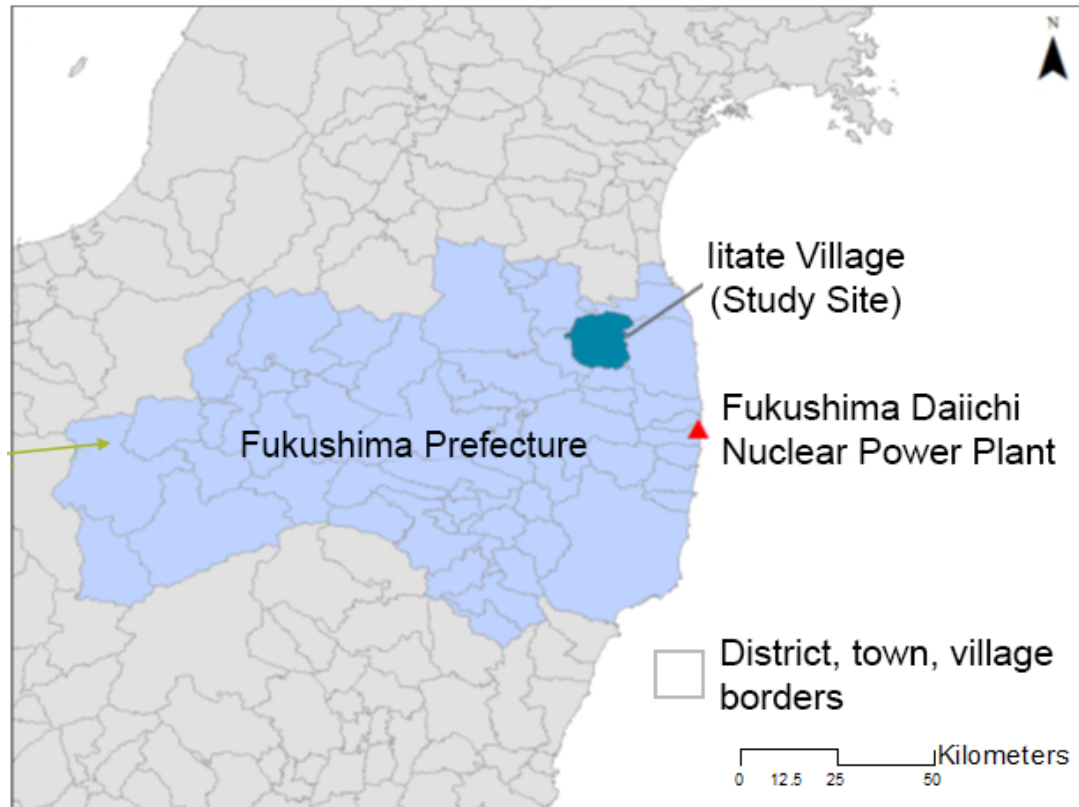 N
Iitate Village
(Study Site)
Fukushima Daiichi
Nuclear Power Plant
Fukushima Prefecture
District, town, village
borders
Kilometers
0 12.5 25 50